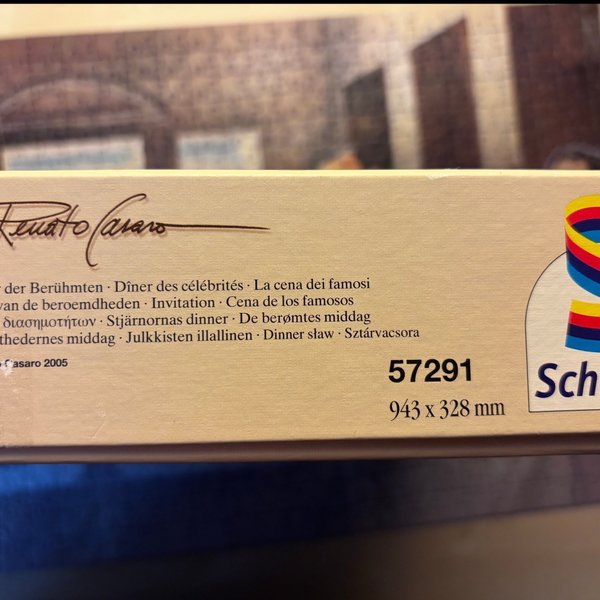 Renato Casaro
der Berühmten · Dîner des célébrités · La cena dei famosi
van de beroemdheden · Invitation · Cena de los famosos
διασημοτήτων · Stjärnornas dinner · De berømtes middag
thedernes middag · Julkkisten illallinen · Dinner sław · Sztárvacsora
Casaro 2005
57291
943 x 328 mm
Sch